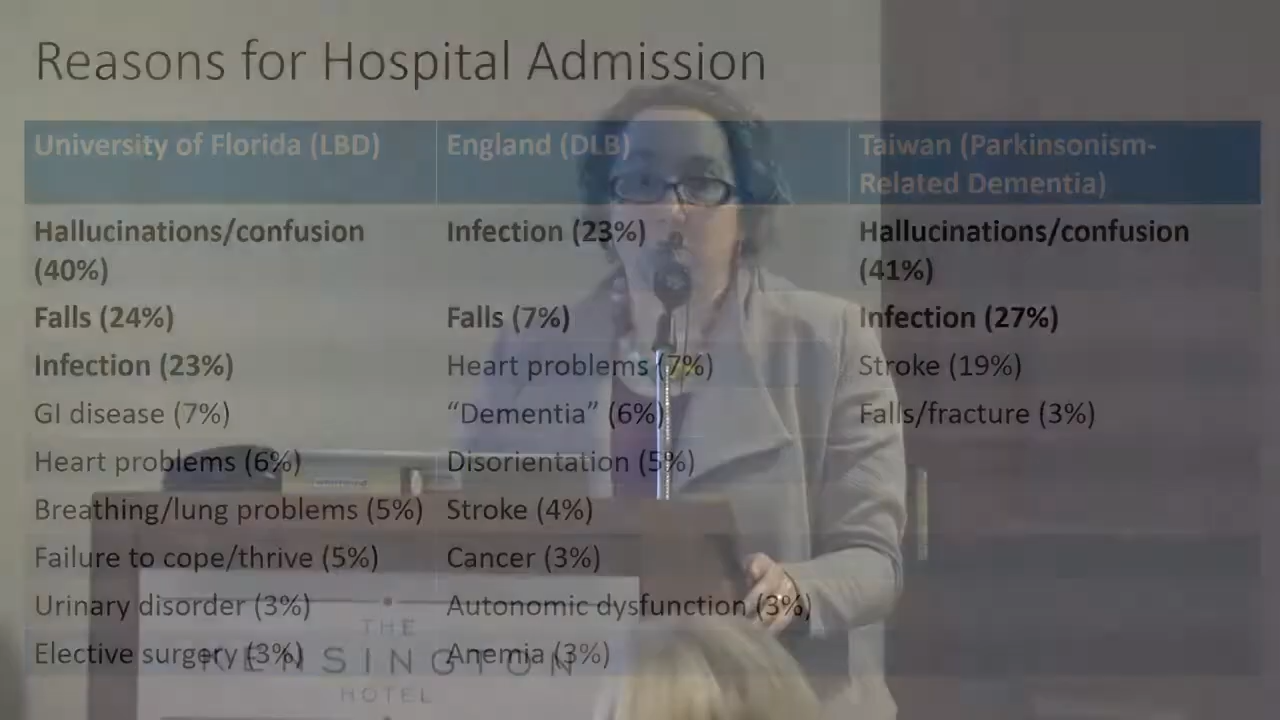 Reasons for Hospital Admission
University of Florida (LBD)
England (DLB)
Taiwan (Parkinsonism-
Related Dementia)
Hallucinations/confusion
(40%)
Infection (23%)
Hallucinations/confusion
(41%)
Falls (24%)
Falls (7%)
Infection (27%)
Infection (23%)
Heart problems (7%)
Stroke (19%)
GI disease (7%)
“Dementia” (6%)
Falls/fracture (3%)
Heart problems (6%)
Disorientation (5%)
Breathing/lung problems (5%)
Stroke (4%)
Failure to cope/thrive (5%)
Cancer (3%)
Urinary disorder (3%)
Autonomic dysfunction (3%)
Elective surgery (3%)
Anemia (3%)
THE
KENSINGTON
HOTEL